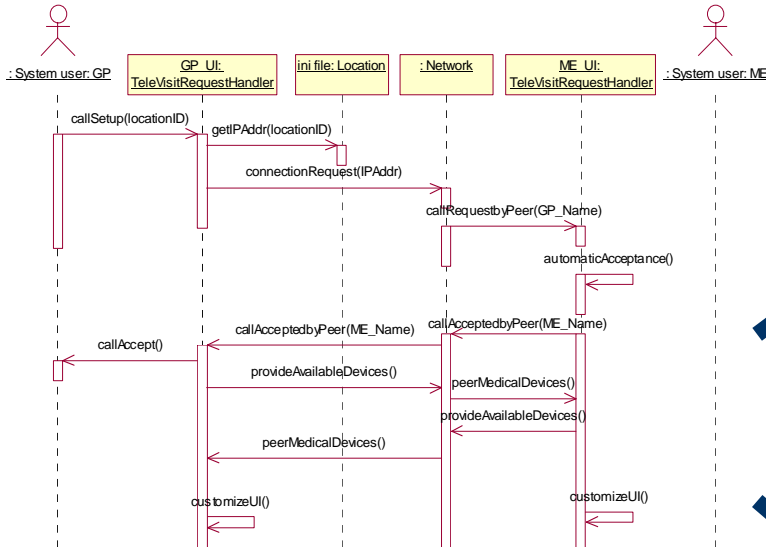 : System user: GP
GP_UI:
TeleVisitRequestHandler
ini file: Location
: Network
ME_UI:
TeleVisitRequestHandler
: System user: ME
callSetup(locationID)
getIPAddr(locationID)
connectionRequest(IPAddr)
callRequestbyPeer(GP_Name)
automaticAcceptance()
callAcceptedbyPeer(ME_Name)
callAcceptedbyPeer(ME_Name)
callAccept()
provideAvailableDevices()
peerMedicalDevices()
provideAvailableDevices()
peerMedicalDevices()
customizeUI()
customizeUI()